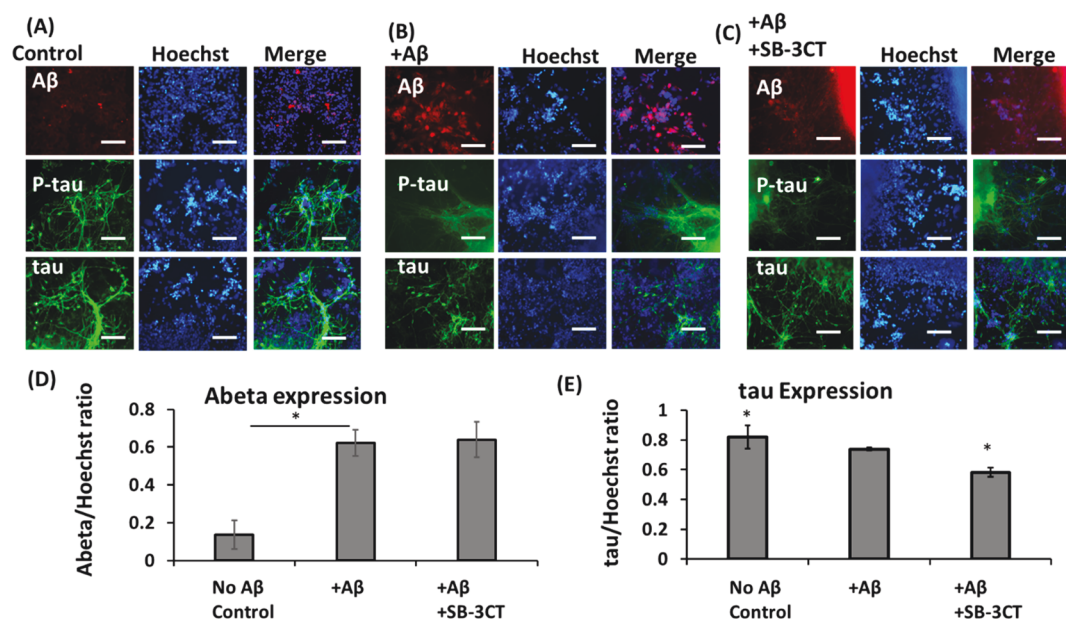 (A)
Control
Hoechst
Merge
Aβ
P-tau
tau
(B)
+Aβ
Hoechst
Merge
Aβ
P-tau
tau
(C)
+Aβ
+SB-3CT
Hoechst
Merge
Aβ
P-tau
tau
(D)
Abeta expression
Abeta/Hoechst ratio
0.8
0.6
0.4
0.2
0
*
No Aβ
Control
+Aβ
+Aβ
+SB-3CT
(E)
tau Expression
tau/Hoechst ratio
1
0.8
0.6
0.4
0.2
0
*
*
No Aβ
Control
+Aβ
+Aβ
+SB-3CT